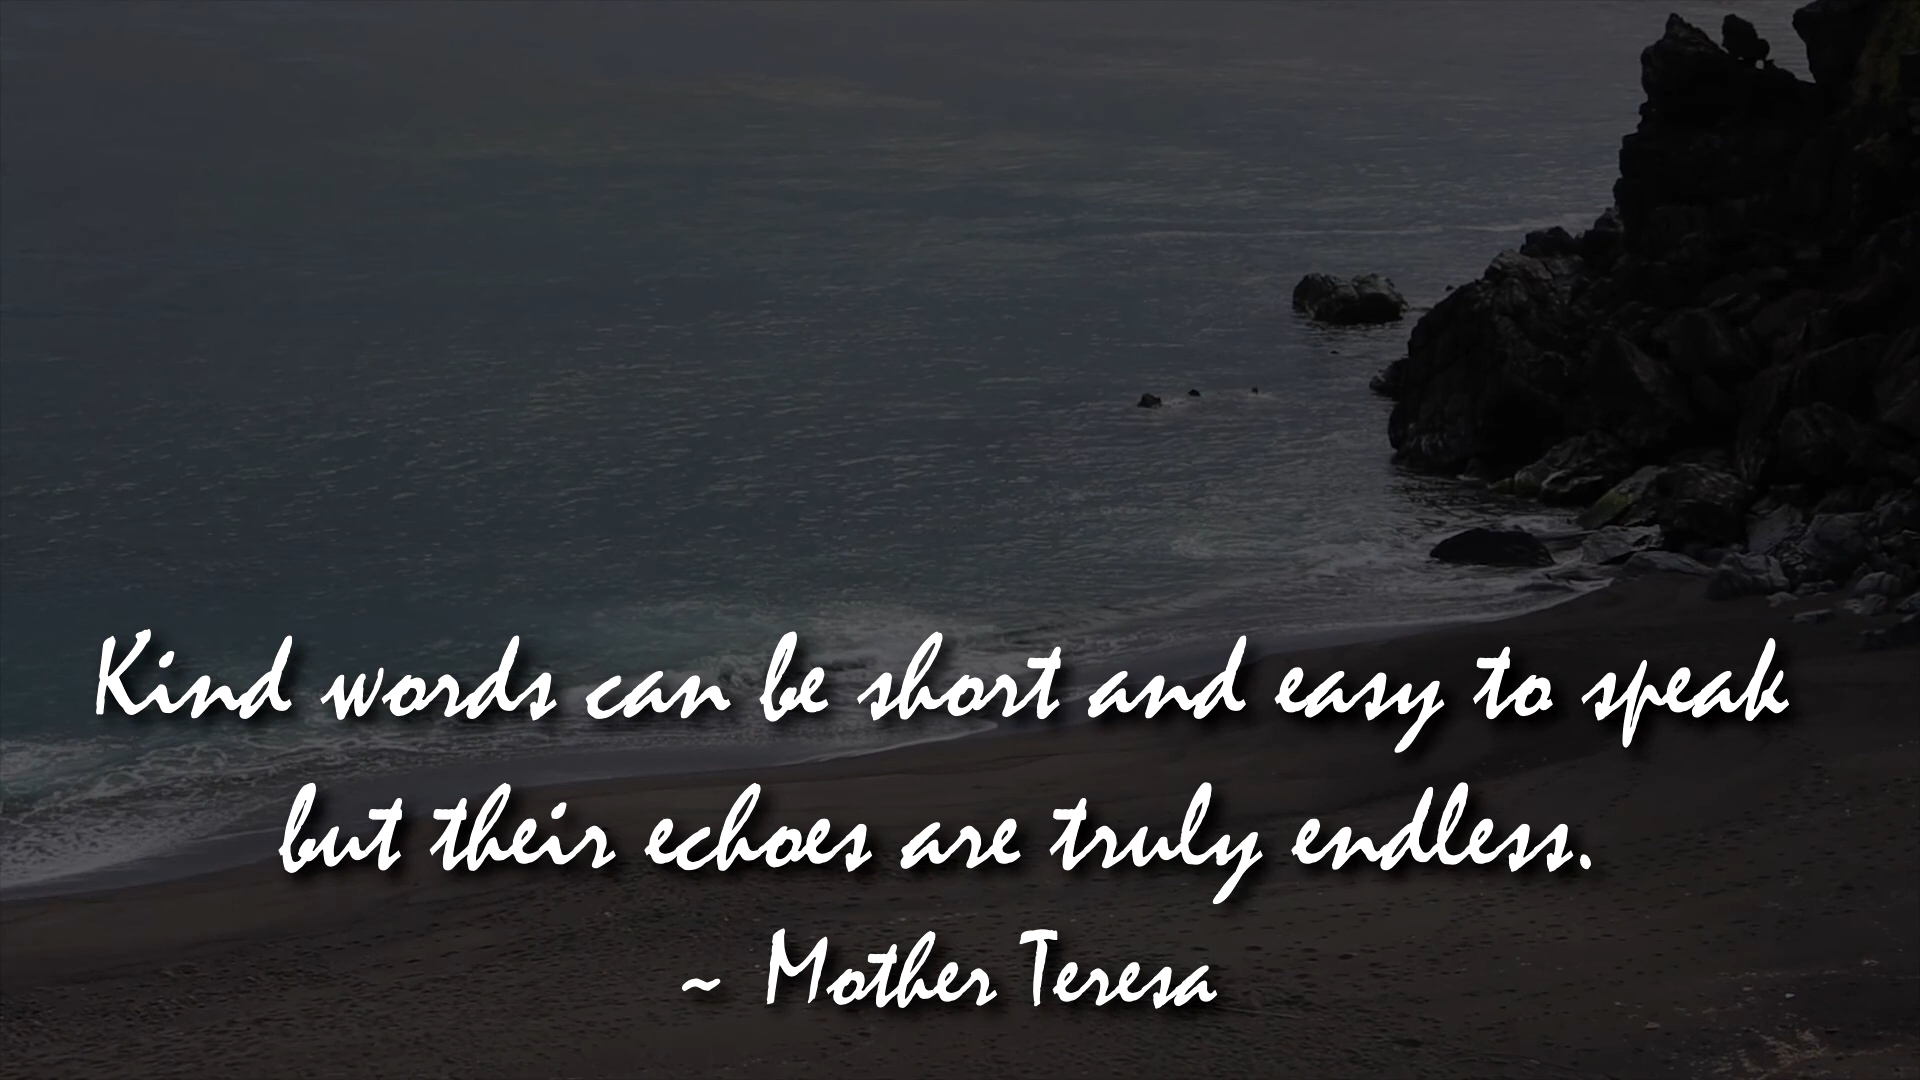 Kind words can be short and easy to speak
but their echoes are truly endless.
~ Mother Teresa